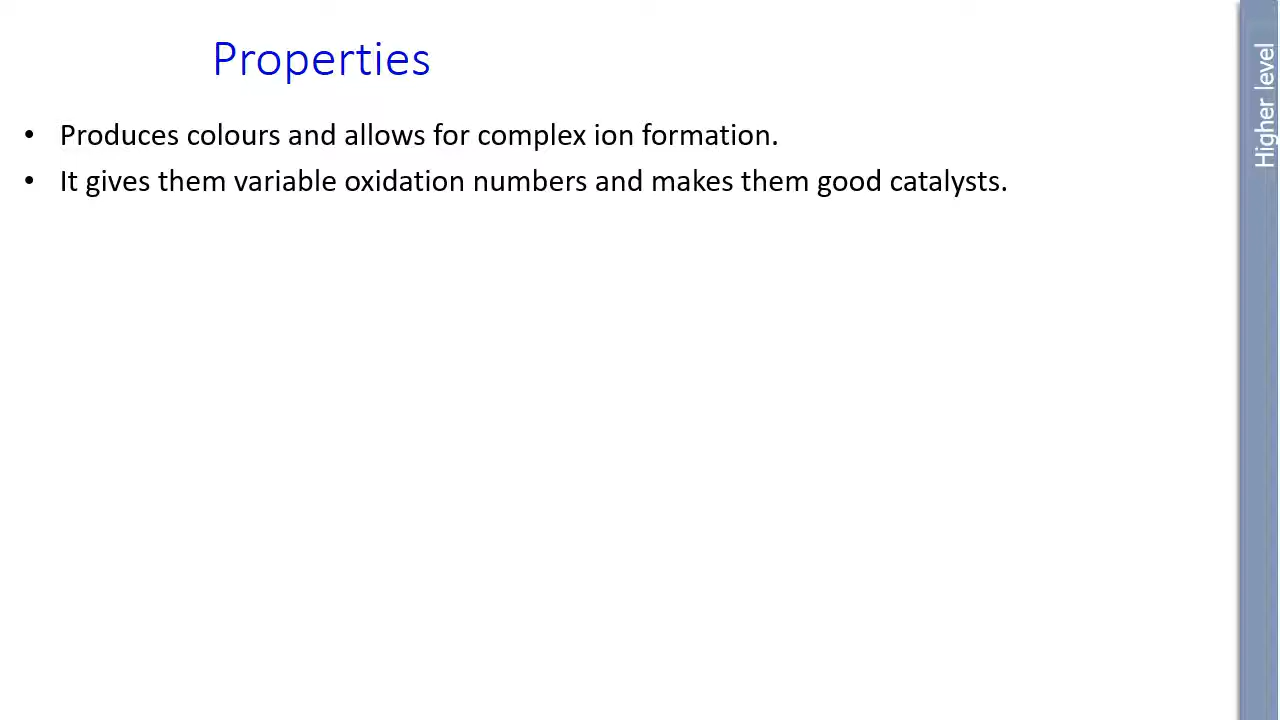 Properties
• Produces colours and allows for complex ion formation.
• It gives them variable oxidation numbers and makes them good catalysts.
Higher level